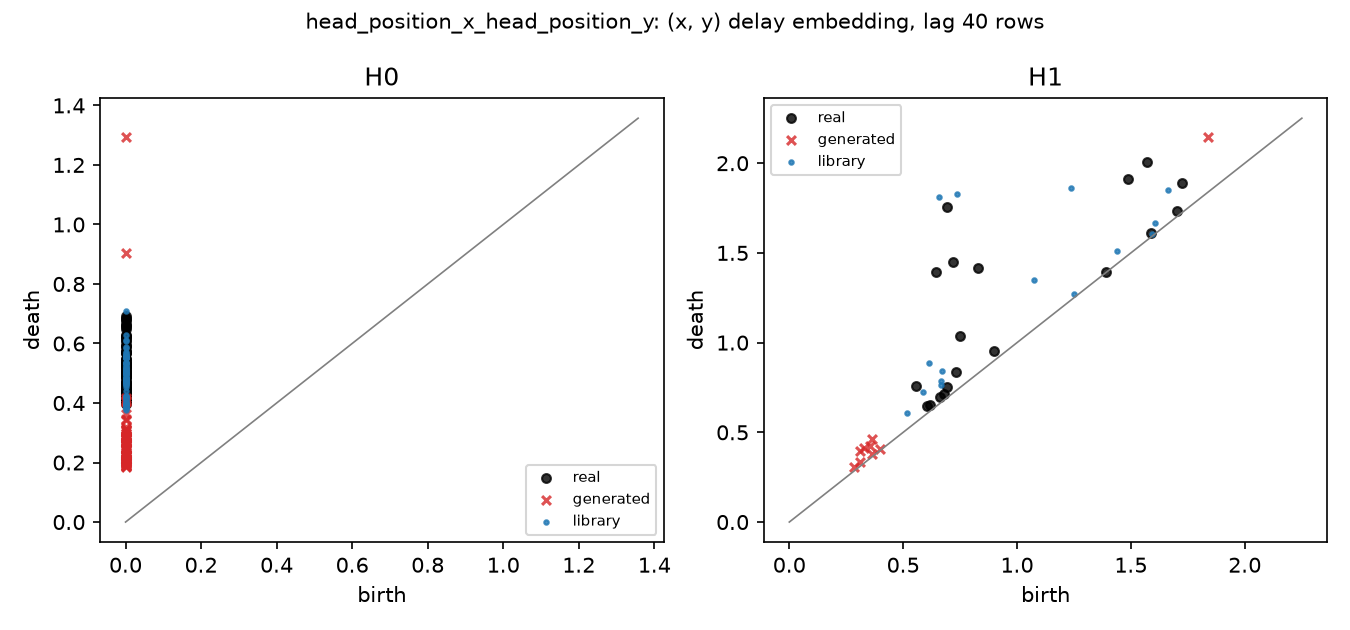 head_position_x_head_position_y: (x, y) delay embedding, lag 40 rows
H0
H1
1.4
1.2
1.0
0.8
0.6
0.4
0.2
0.0
death
real
generated
library
0.0 0.2 0.4 0.6 0.8 1.0 1.2 1.4
birth
real
generated
library
2.0
1.5
1.0
0.5
0.0
death
0.0 0.5 1.0 1.5 2.0
birth